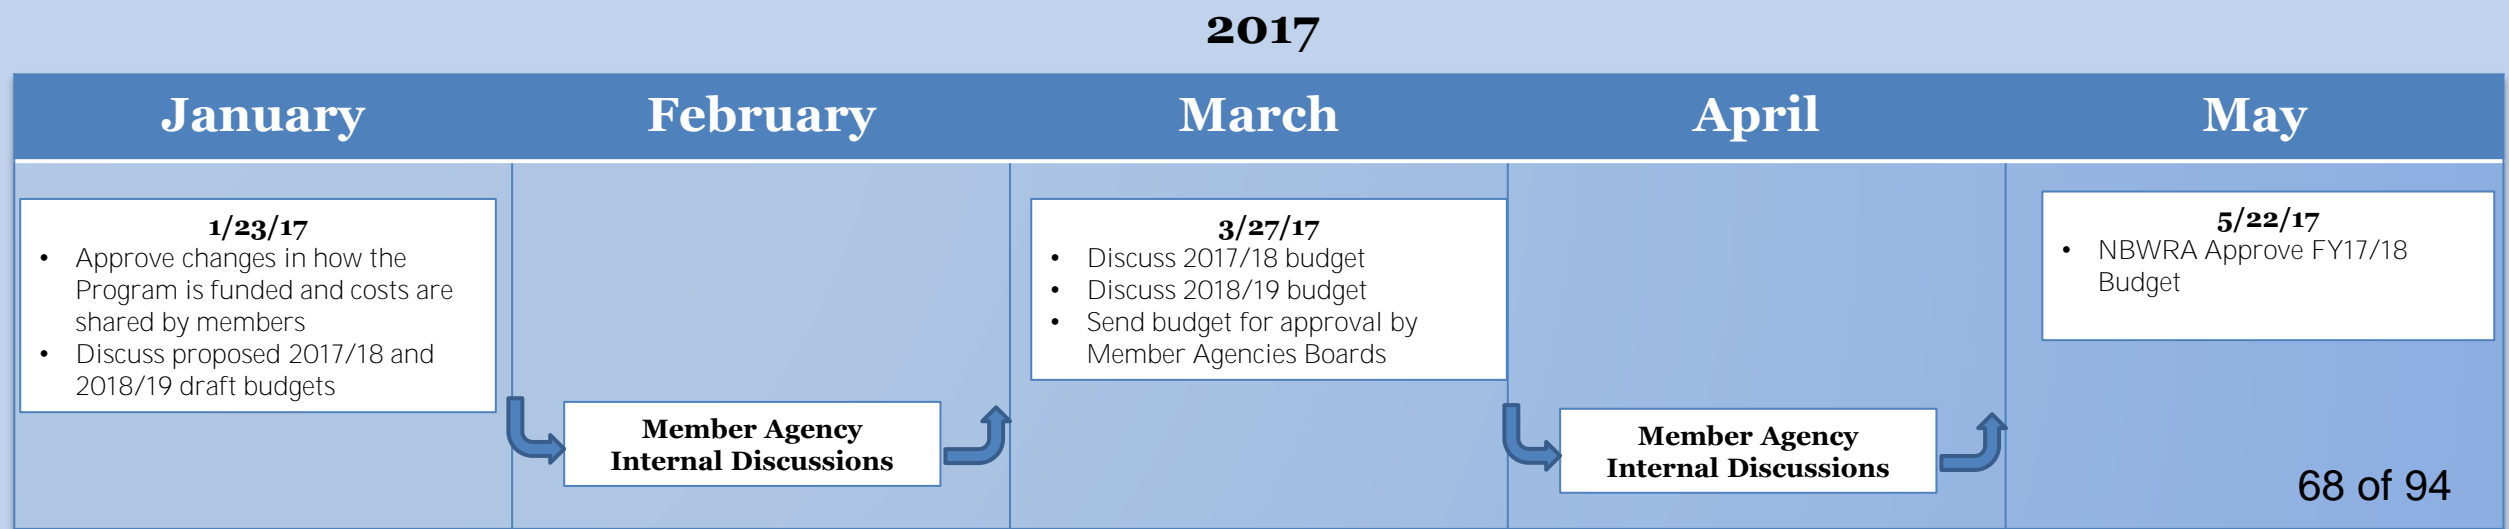 2017
January
February
March
April
May
1/23/17
• Approve changes in how the
Program is funded and costs are
shared by members
• Discuss proposed 2017/18 and
2018/19 draft budgets
Member Agency
Internal Discussions
3/27/17
• Discuss 2017/18 budget
• Discuss 2018/19 budget
• Send budget for approval by
Member Agencies Boards
Member Agency
Internal Discussions
5/22/17
• NBWRA Approve FY17/18
Budget
68 of 94